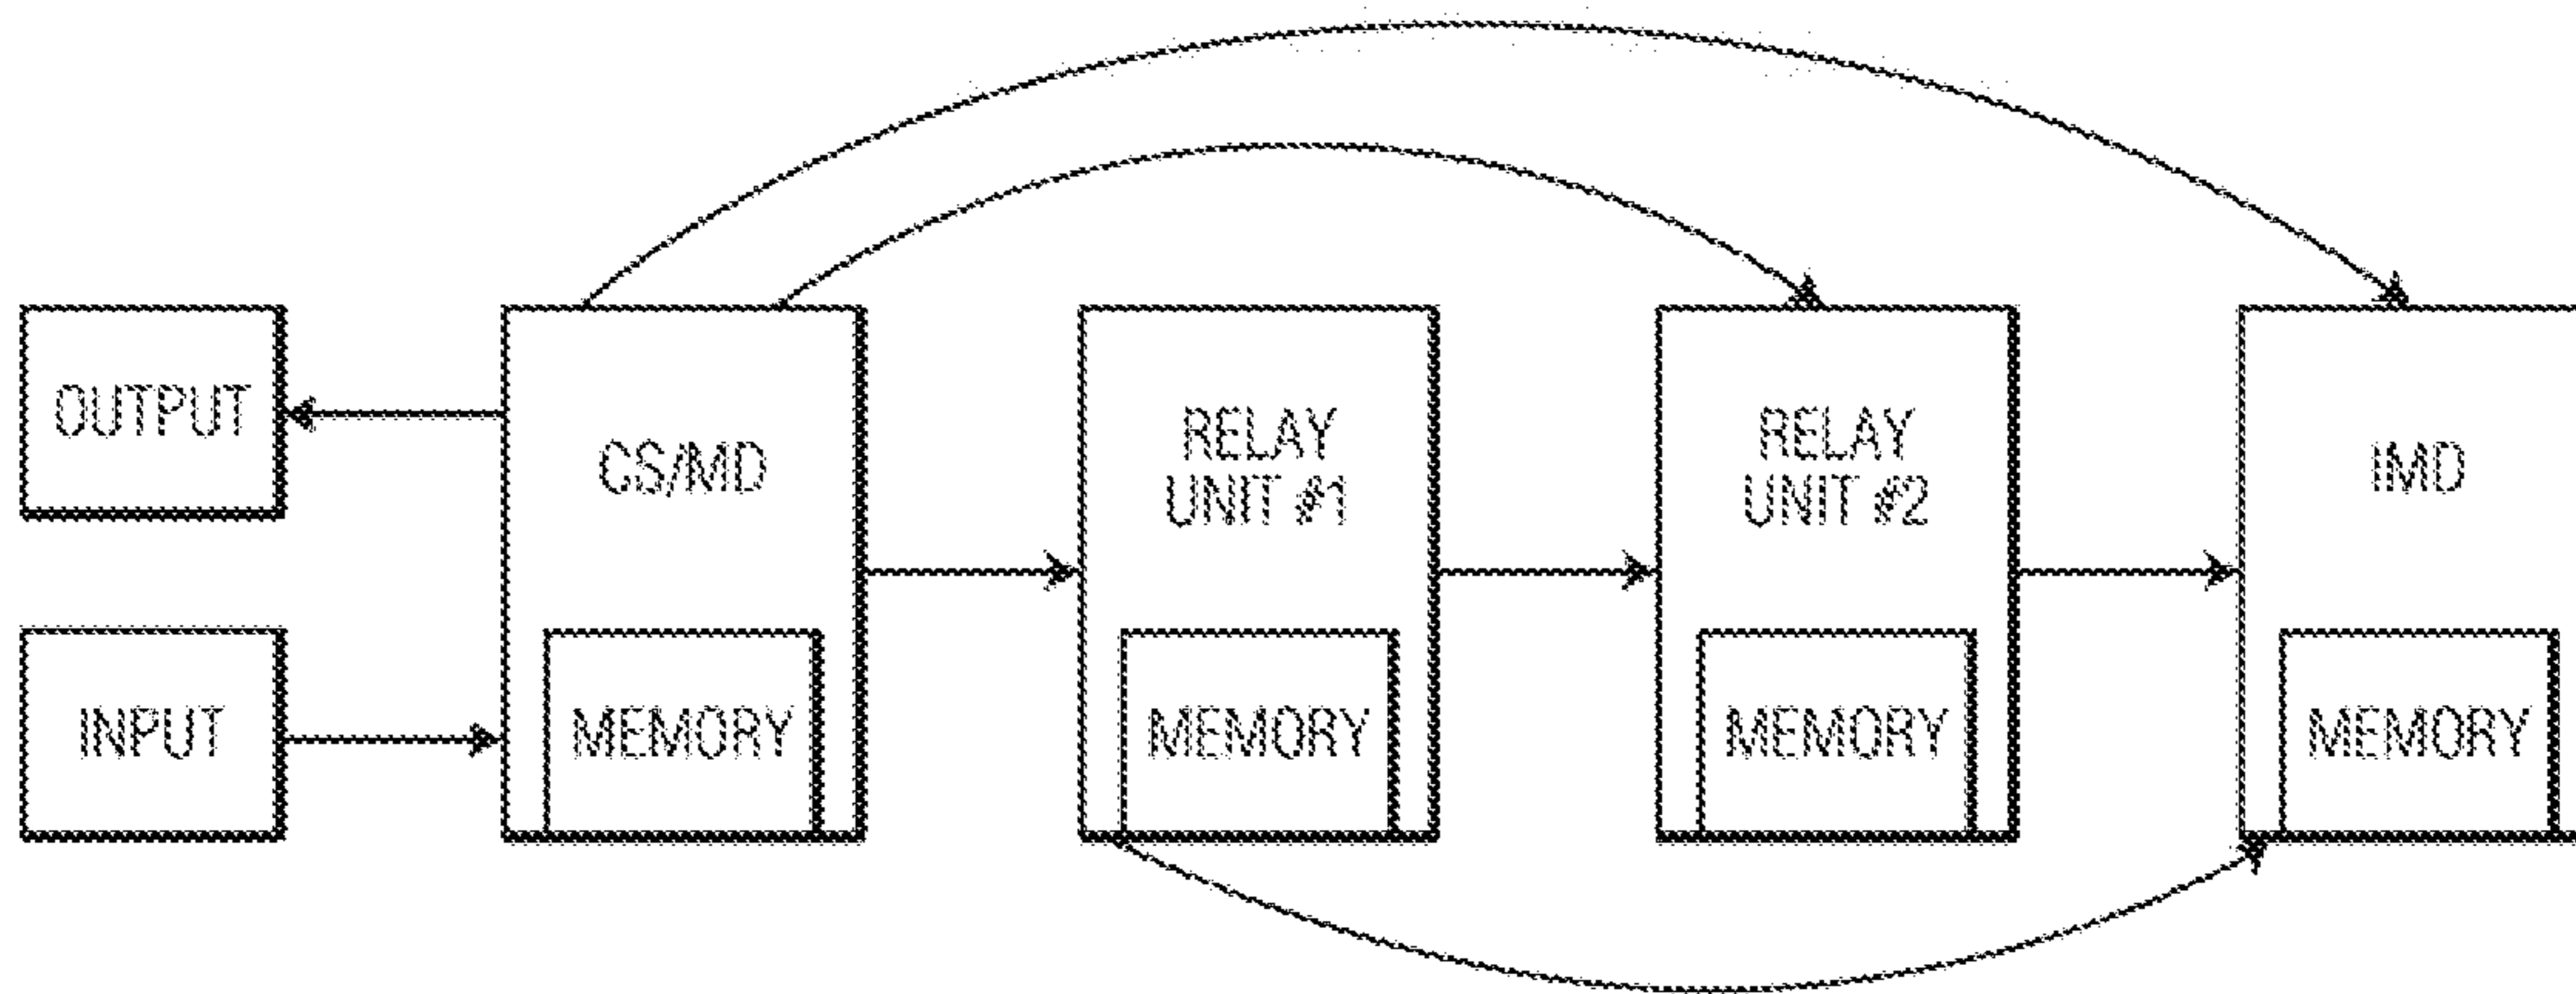 OUTPUT
INPUT
CS/MD
MEMORY
RELAY
UNIT #1
MEMORY
RELAY
UNIT #2
MEMORY
IMD
MEMORY